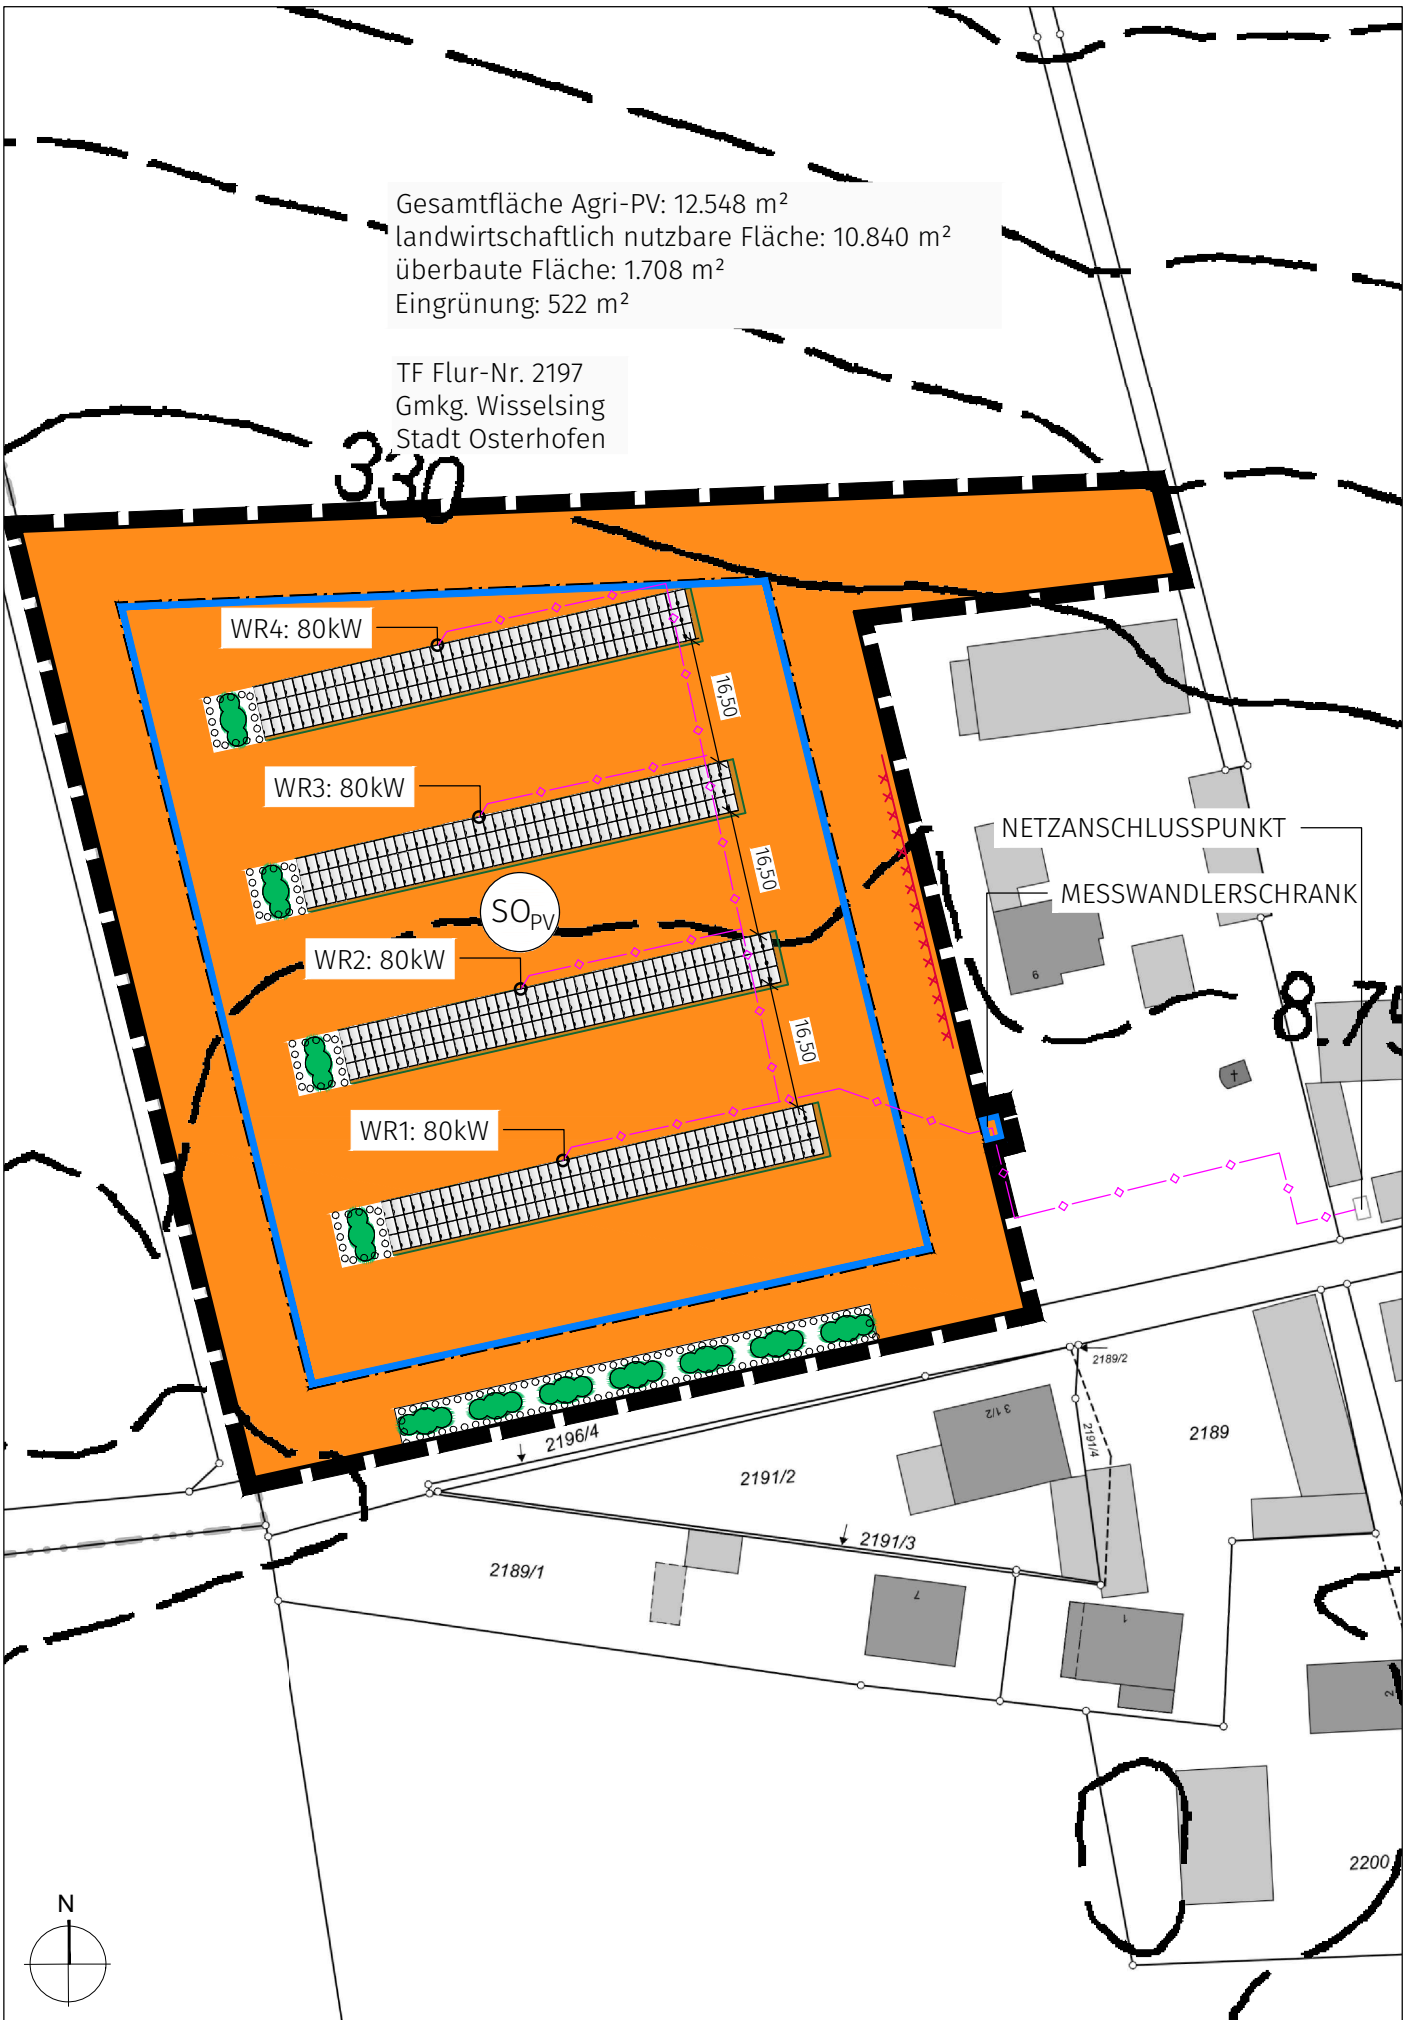 Gesamtfläche Agri-PV: 12.548 m²
landwirtschaftlich nutzbare Fläche: 10.840 m²
überbaute Fläche: 1.708 m²
Eingrünung: 522 m²
TF Flur-Nr. 2197
Gmkg. Wisselsing
Stadt Osterhofen
330
WR4: 80kW
16,50
WR3: 80kW
NETZANSCHLUSSPUNKT
16,50
MESSWANDLERSCHRANK
SO_PV
WR2: 80kW
9
16,50
WR1: 80kW
2189/2
3 1/2
2196/4
2191/4
2189
2191/2
2191/3
2189/1
7
1
2
2200
N